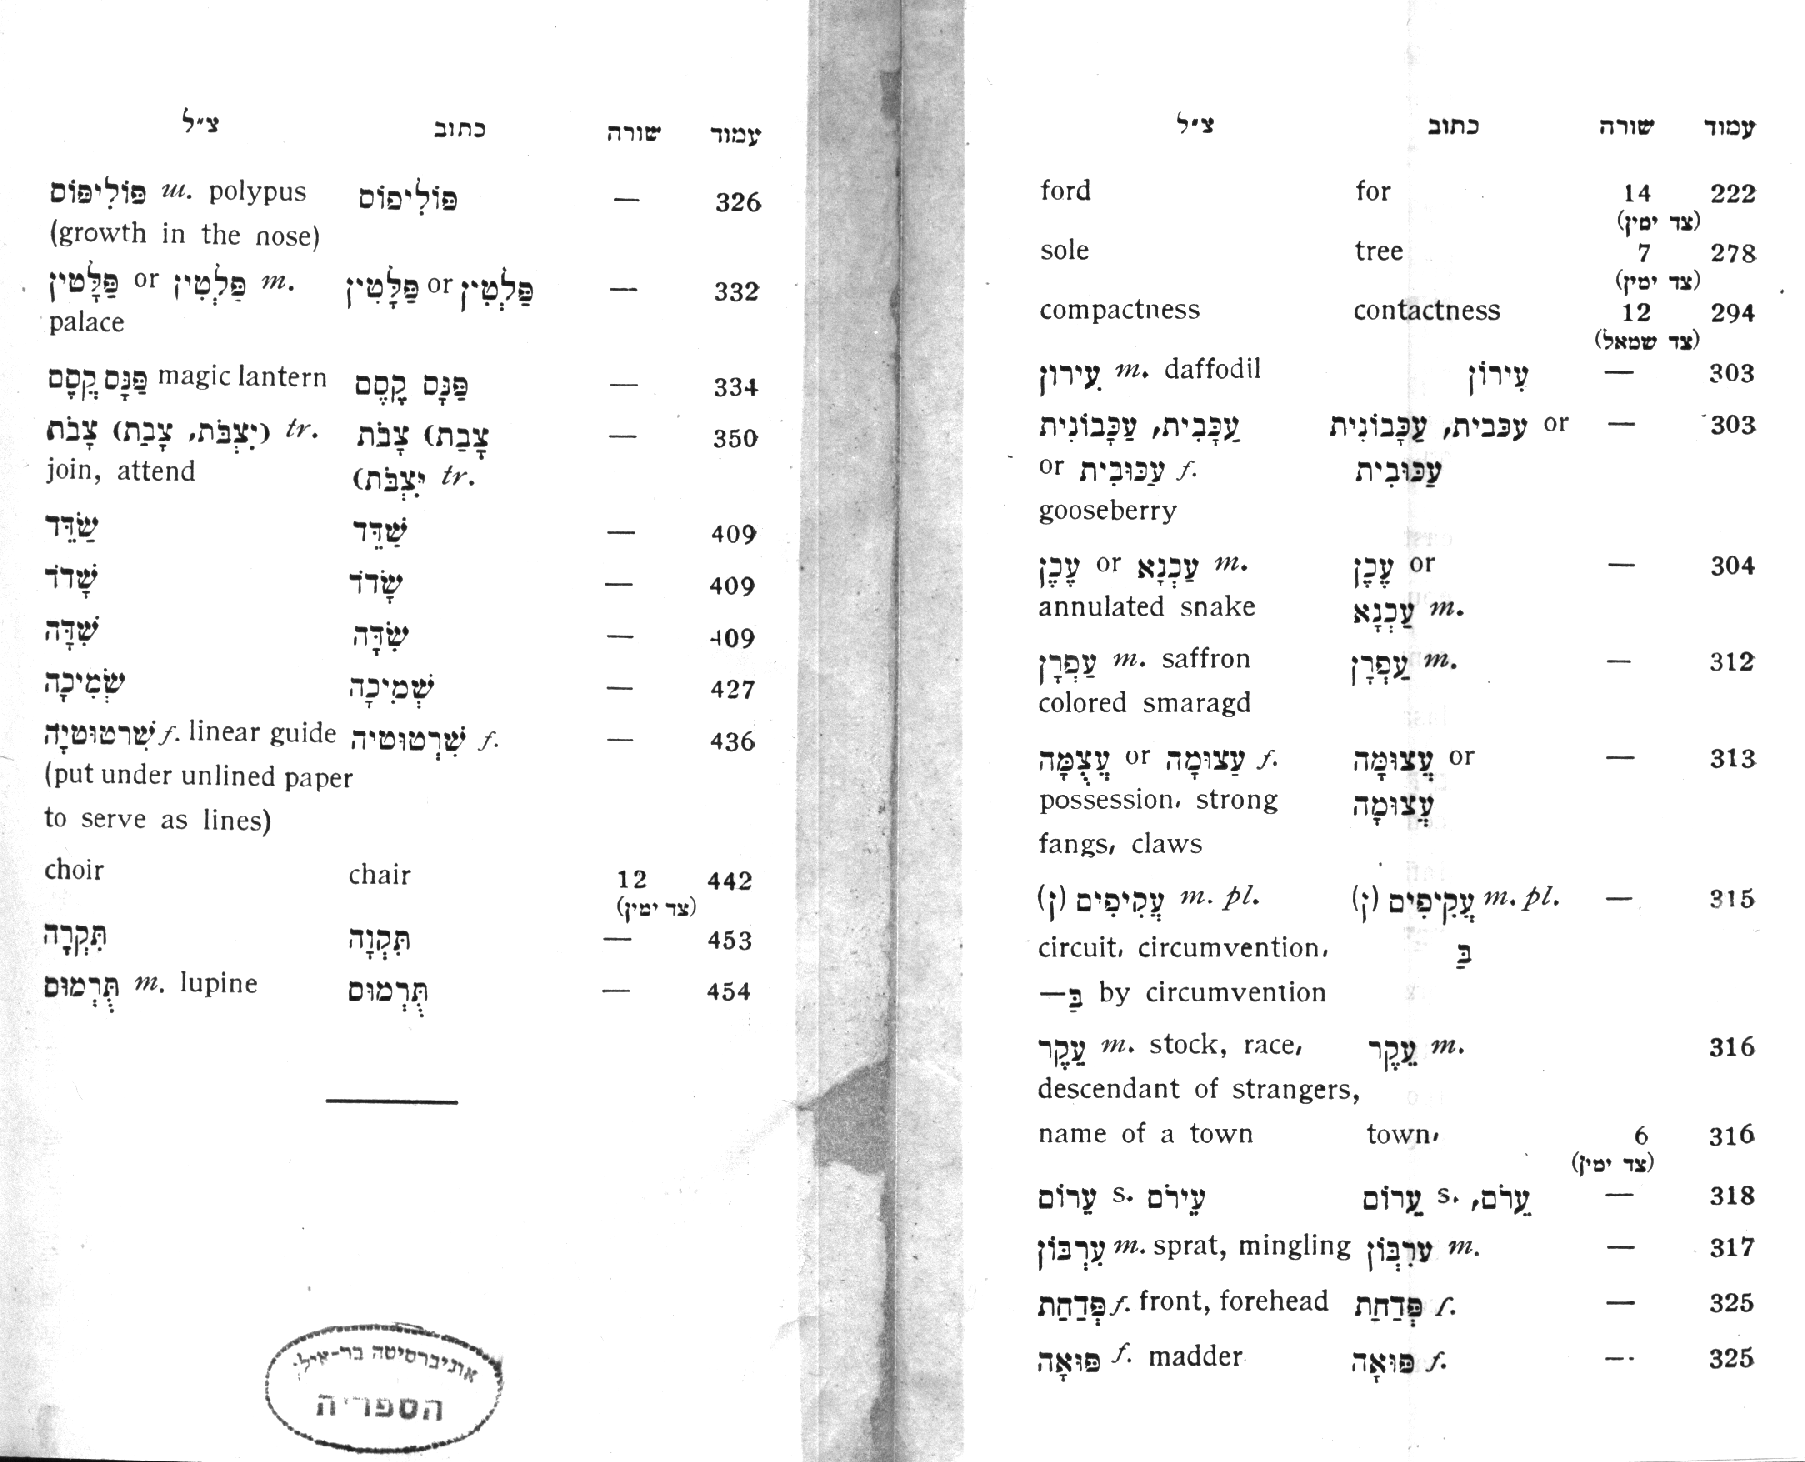 עמוד שורה כתוב צ״ל
222 14 for ford
(צד ימין)
278 7 tree sole
(צד ימין)
294 12 contactness compactness
(צד שמאל)
303 — עִירוֹן עִירוֹן m. daffodil
303 — עכבית, עַכָּבוֹנִית or עַכָּבִית, עַכָּבוֹנִית
עַכּוּבִית or עַכּוּבִית f.
gooseberry
304 — עָכָן or עָכָן or עַכְנָא m.
עַכְנָא m. annulated snake
312 — עַפְרָן m. עַפְרָן m. saffron
colored smaragd
313 — עֲצוּמָּה or עֲצֻמָּה or עַצוּמָה f.
עֲצוּמָה possession, strong
fangs, claws
315 — עֲקִיפִים (ן) m. pl. עֲקִיפִים (ן) m. pl.
בַּ circuit, circumvention,
—בַּ by circumvention
316 עֵקֶר m. עֵקֶר m. stock, race,
descendant of strangers,
316 6 town, name of a town
(צד ימין)
318 — עֵרֹם, s. עֵרוֹם עֵירֹם s. עֵרוֹם
317 — עִרְבּוֹן m. עִרְבּוֹן m. sprat, mingling
325 — פְּדַחַת f. פְּדַחַת f. front, forehead
325 — פּוּאָה f. פּוּאָה f. madder
עמוד שורה כתוב צ״ל
326 — פּוֹלִיפוֹס פּוֹלִיפּוֹס m. polypus
(growth in the nose)
332 — פַּלְטִין or פַּלָּטִין פַּלָּטִין or פַּלְטִין m.
palace
334 — פַּנָּס קֶסֶם פַּנַּס קֶסֶם magic lantern
350 — צָבַת) צָבֹת צָבֹת (צָבַת, יִצְבֹּת) tr.
יִצְבֹּת) tr. join, attend
409 — שַׁדֵּד שַׂדֵּד
409 — שָׂדֹוד שָׁדֹוד
409 — שִׂדָּה שִׁדָּה
427 — שְׁמִיכָה שְׂמִיכָה
436 — שִׁרְטוּטיה f. שִׁרטוּטיָה f. linear guide
(put under unlined paper
to serve as lines)
442 12 chair choir
(צד ימין)
453 — תִּקְוָה תִּקְרָה
454 — תֻּרְמוּס תֻּרְמוּס m. lupine
אוניברסיטה בר-אילן
הספריה